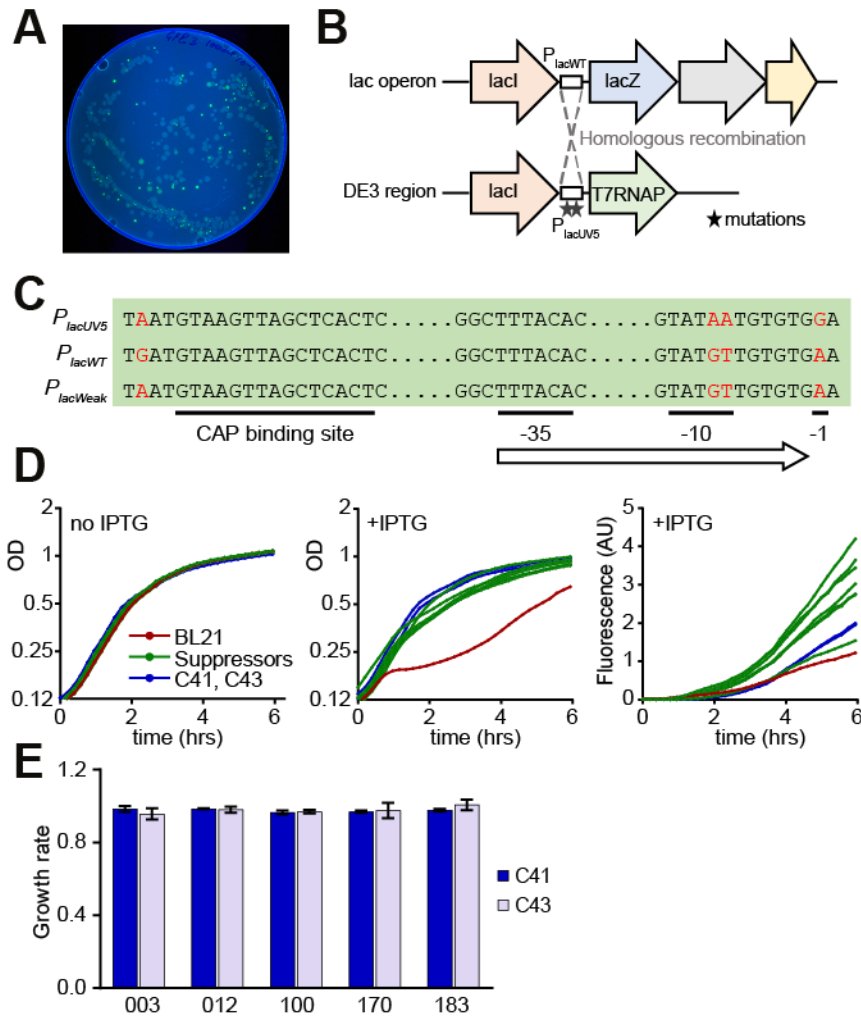 A
B
lac operon
lacI
PlacWT
lacZ
Homologous recombination
DE3 region
lacI
T7RNAP
PlacUV5
★mutations
C
PlacUV5 TAATGTAAGTTAGCTCACTC.....GGCTTTACAC.....GTATAATGTGTGGA
PlacWT TGATGTAAGTTAGCTCACTC.....GGCTTTACAC.....GTATGTTGTGTGAA
PlacWeak TAATGTAAGTTAGCTCACTC.....GGCTTTACAC.....GTATGTTGTGTGAA
CAP binding site -35 -10 -1
D
no IPTG
OD
2
1
0.5
0.25
0.12
BL21
Suppressors
C41, C43
0 2 4 6
time (hrs)
+IPTG
OD
2
1
0.5
0.25
0.12
0 2 4 6
time (hrs)
+IPTG
Fluorescence (AU)
5
4
3
2
1
0
0 2 4 6
time (hrs)
E
Growth rate
1.2
0.8
0.4
0.0
003 012 100 170 183
C41
C43